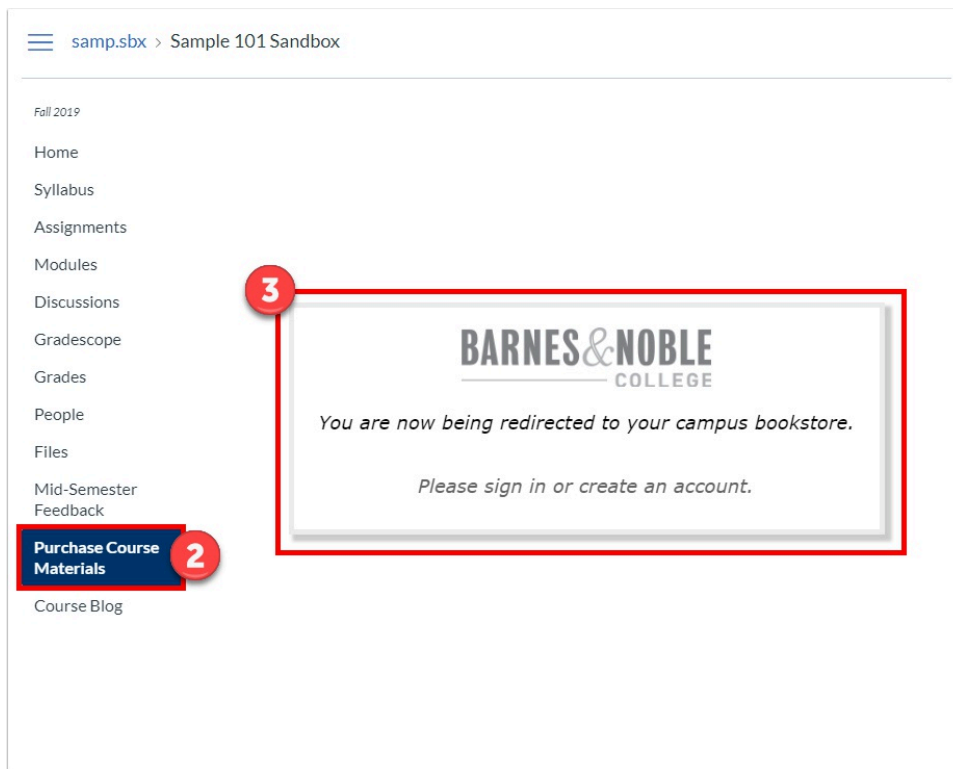 samp.sbx > Sample 101 Sandbox
Fall 2019
Home
Syllabus
Assignments
Modules
Discussions
Gradescope
Grades
People
Files
Mid-Semester
Feedback
Purchase Course
Materials
2
Course Blog
3
BARNES&NOBLE
COLLEGE
You are now being redirected to your campus bookstore.
Please sign in or create an account.